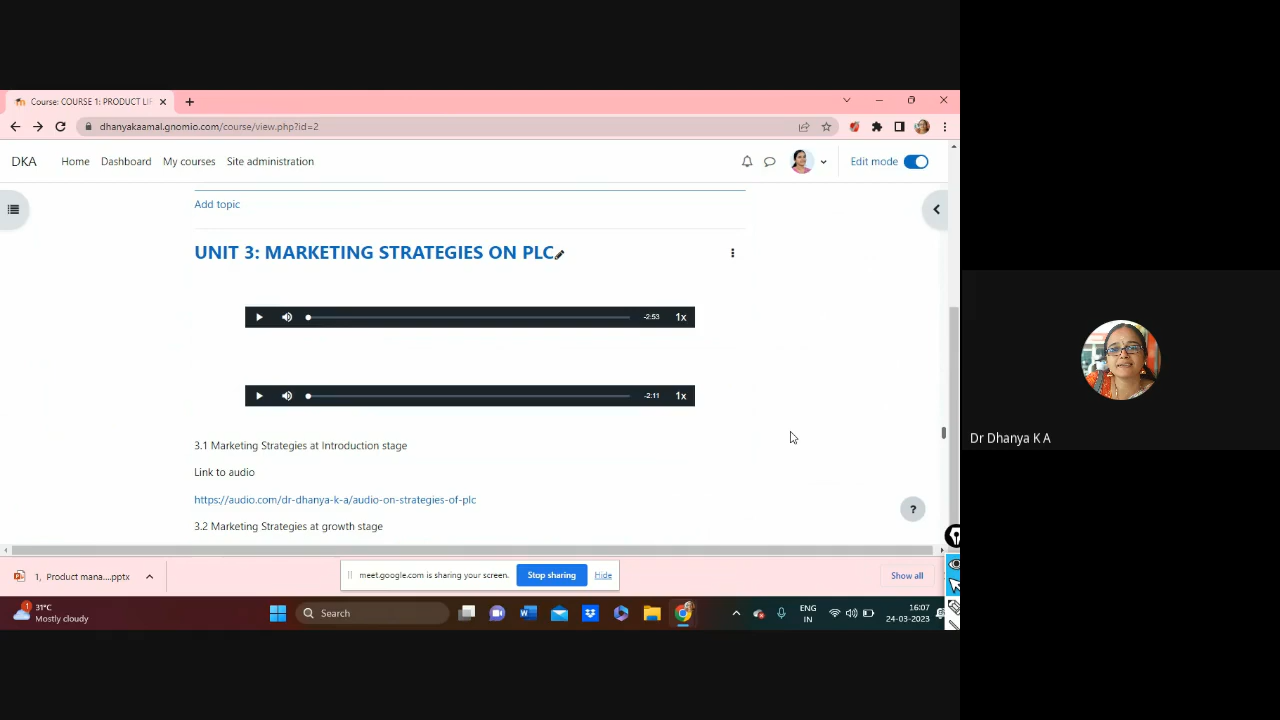 Course: COURSE 1: PRODUCT LIF
dhanyakaamal.gnomio.com/course/view.php?id=2
DKA Home Dashboard My courses Site administration Edit mode
Add topic
UNIT 3: MARKETING STRATEGIES ON PLC
-2:53 1x
-2:11 1x
3.1 Marketing Strategies at Introduction stage
Link to audio
https://audio.com/dr-dhanya-k-a/audio-on-strategies-of-plc
3.2 Marketing Strategies at growth stage
?
1, Product mana....pptx
meet.google.com is sharing your screen. Stop sharing Hide
Show all
1
31°C
Mostly cloudy
Search
ENG
IN
16:07
24-03-2023
Dr Dhanya K A